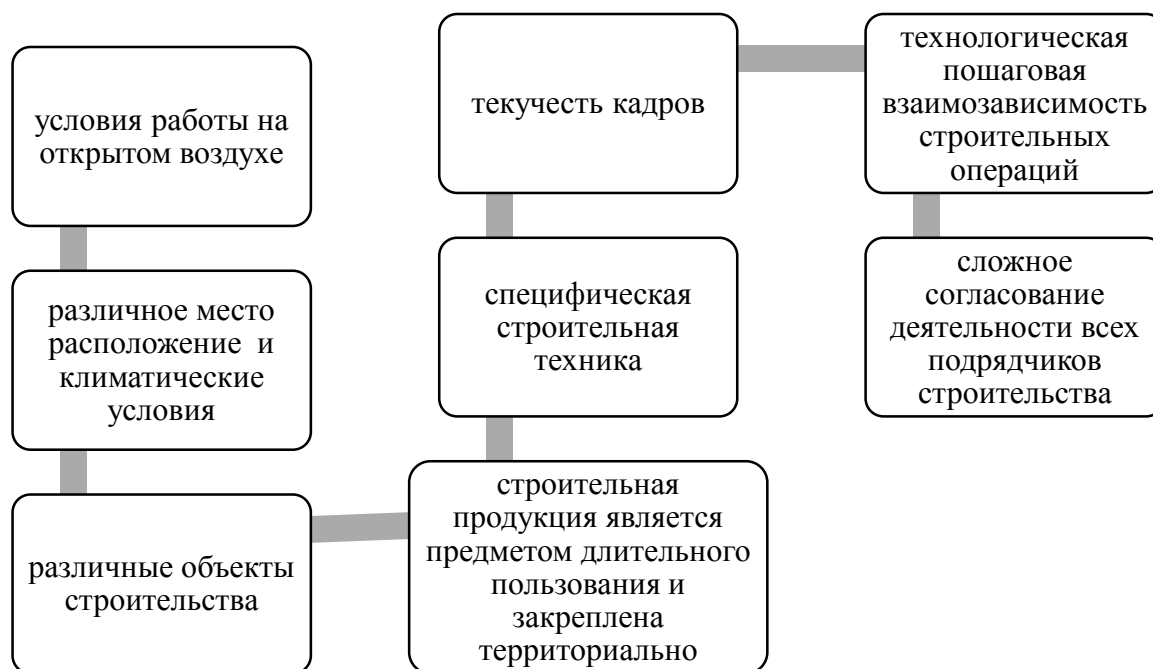 условия работы на
открытом воздухе
различное место
расположение и
климатические
условия
различные объекты
строительства
строительная
продукция является
предметом длительного
пользования и
закреплена
территориально
специфическая
строительная
техника
текучесть кадров
технологическая
пошаговая
взаимозависимость
строительных
операций
сложное
согласование
деятельности всех
подрядчиков
строительства